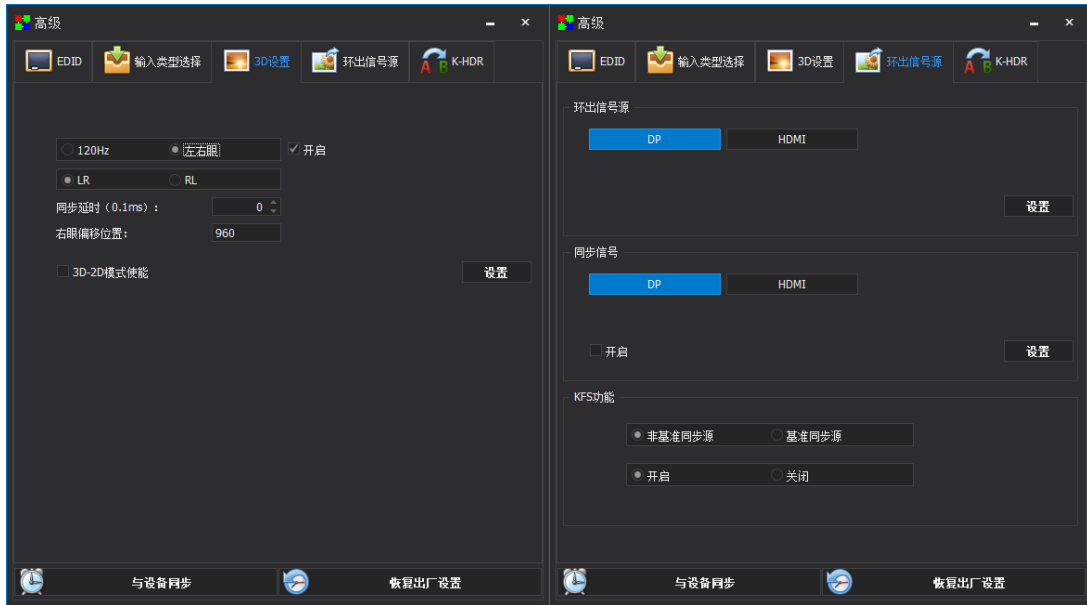 高级
EDID 输入类型选择 3D设置 环出信号源 K-HDR
120Hz 左右眼 开启
LR RL
同步延时（0.1ms）: 0
右眼偏移位置: 960
3D-2D模式使能 设置
与设备同步 恢复出厂设置
高级
EDID 输入类型选择 3D设置 环出信号源 K-HDR
环出信号源
DP HDMI
设置
同步信号
DP HDMI
开启 设置
KFS功能
非基准同步源 基准同步源
开启 关闭
与设备同步 恢复出厂设置